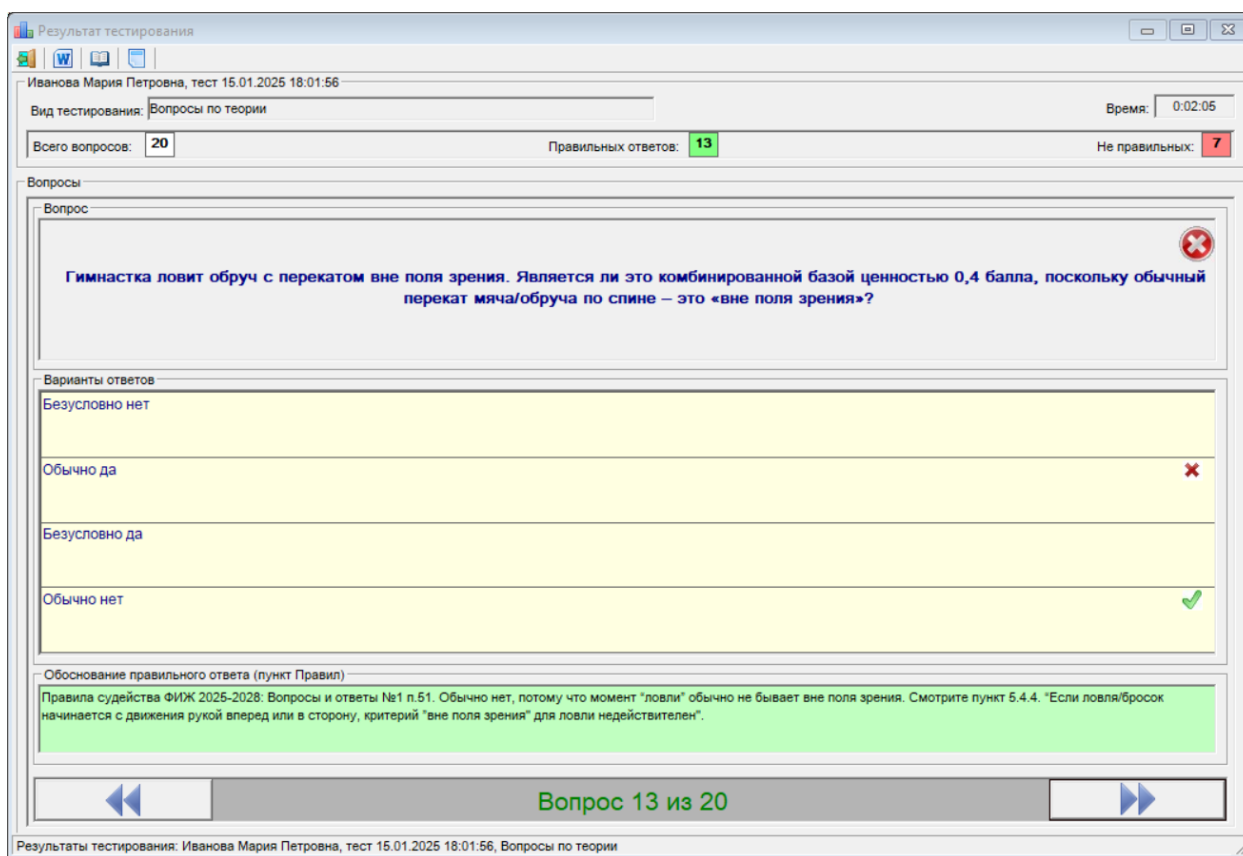 Результат тестирования
Иванова Мария Петровна, тест 15.01.2025 18:01:56
Вид тестирования: Вопросы по теории Время: 0:02:05
Всего вопросов: 20 Правильных ответов: 13 Не правильных: 7
Вопросы
Вопрос
Гимнастка ловит обруч с перекатом вне поля зрения. Является ли это комбинированной базой ценностью 0,4 балла, поскольку обычный
перекат мяча/обруча по спине – это «вне поля зрения»?
Варианты ответов
Безусловно нет
Обычно да
Безусловно да
Обычно нет
Обоснование правильного ответа (пункт Правил)
Правила судейства ФИЖ 2025-2028: Вопросы и ответы №1 п.51. Обычно нет, потому что момент "ловли" обычно не бывает вне поля зрения. Смотрите пункт 5.4.4. "Если ловля/бросок
начинается с движения рукой вперед или в сторону, критерий "вне поля зрения" для ловли недействителен".
Вопрос 13 из 20
Результаты тестирования: Иванова Мария Петровна, тест 15.01.2025 18:01:56, Вопросы по теории